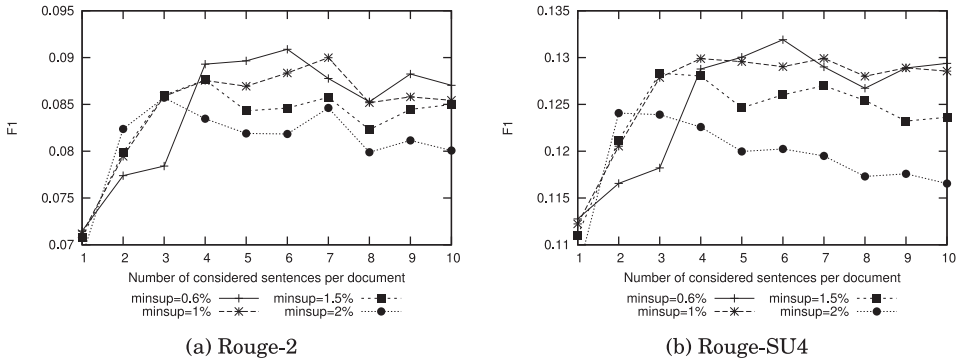 0.095
0.09
0.085
0.08
0.075
0.07
F1
1 2 3 4 5 6 7 8 9 10
Number of considered sentences per document
minsup=0.6%
minsup=1%
minsup=1.5%
minsup=2%
(a) Rouge-2
0.135
0.13
0.125
0.12
0.115
0.11
F1
1 2 3 4 5 6 7 8 9 10
Number of considered sentences per document
minsup=0.6%
minsup=1%
minsup=1.5%
minsup=2%
(b) Rouge-SU4